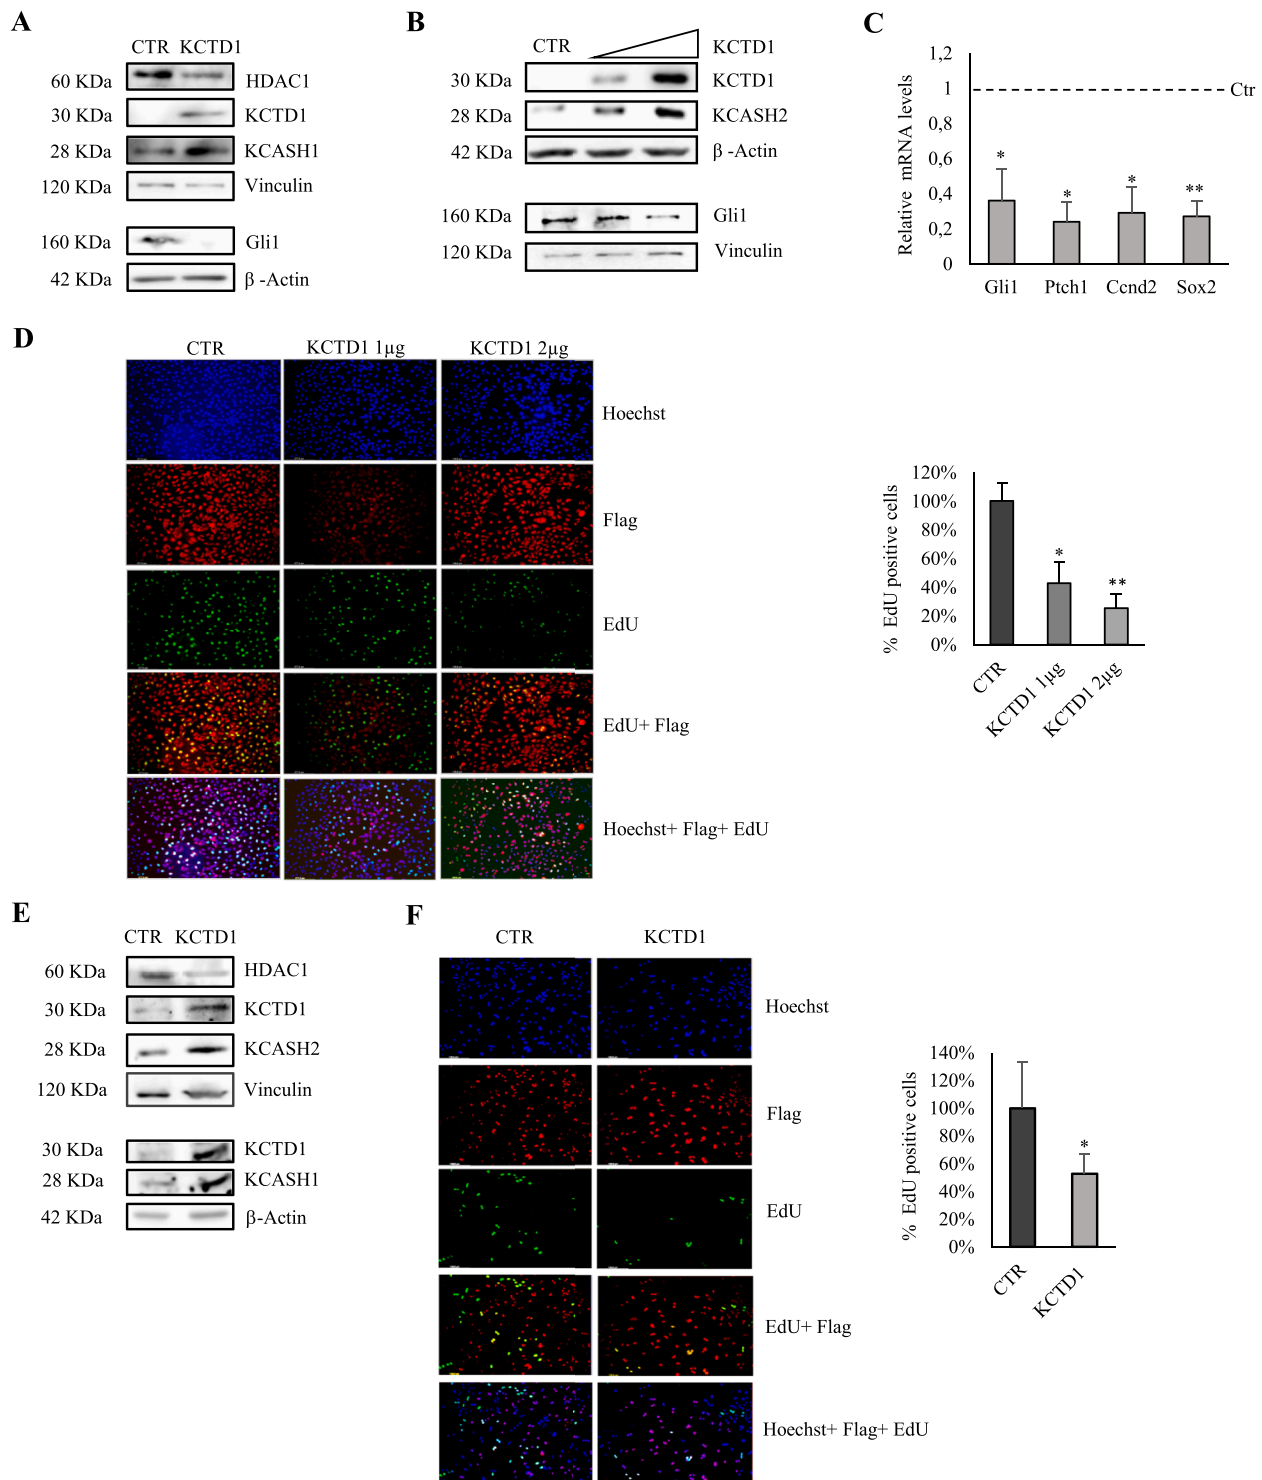 A
CTR KCTD1
60 KDa HDAC1
30 KDa KCTD1
28 KDa KCASH1
120 KDa Vinculin
160 KDa Gli1
42 KDa β -Actin
B
CTR KCTD1
30 KDa KCTD1
28 KDa KCASH2
42 KDa β -Actin
160 KDa Gli1
120 KDa Vinculin
C
Relative mRNA levels
1,2
1
0,8
0,6
0,4
0,2
0
Ctr
* * * **
Gli1 Ptch1 Ccnd2 Sox2
D
CTR KCTD1 1µg KCTD1 2µg
Hoechst
Flag
EdU
EdU+ Flag
Hoechst+ Flag+ EdU
% EdU positive cells
120%
100%
80%
60%
40%
20%
0%
* **
CTR KCTD1 1µg KCTD1 2µg
E
CTR KCTD1
60 KDa HDAC1
30 KDa KCTD1
28 KDa KCASH2
120 KDa Vinculin
30 KDa KCTD1
28 KDa KCASH1
42 KDa β-Actin
F
CTR KCTD1
Hoechst
Flag
EdU
EdU+ Flag
Hoechst+ Flag+ EdU
% EdU positive cells
140%
120%
100%
80%
60%
40%
20%
0%
*
CTR KCTD1